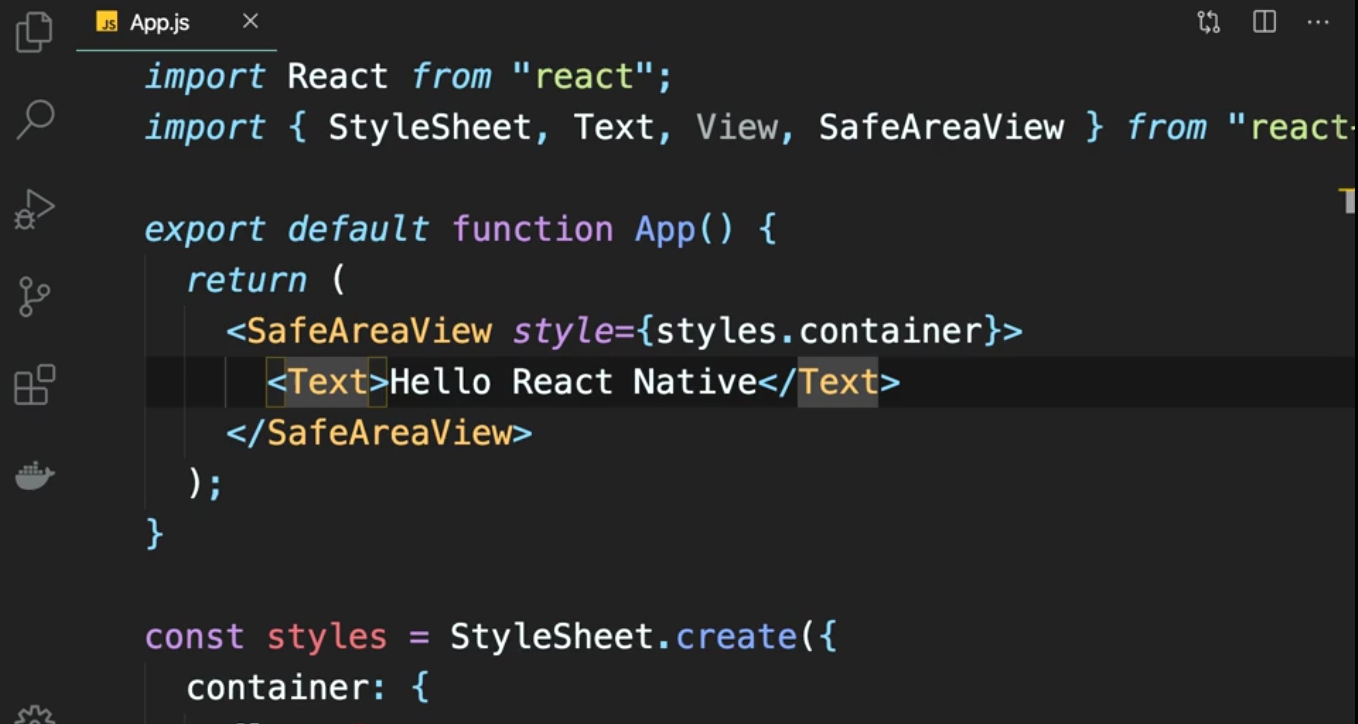 JS App.js
import React from "react";
import { StyleSheet, Text, View, SafeAreaView } from "react-
export default function App() {
return (
<SafeAreaView style={styles.container}>
<Text>Hello React Native</Text>
</SafeAreaView>
);
}
const styles = StyleSheet.create({
container: {